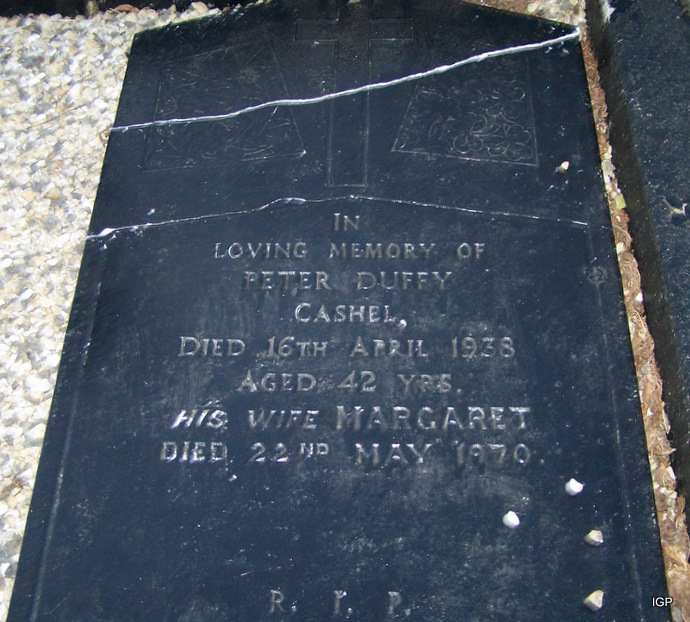 IN
LOVING MEMORY OF
PETER DUFFY
CASHEL,
DIED 16TH APRIL 1938
AGED 42 YRS.
HIS WIFE MARGARET
DIED 22ND MAY 1970.
R. I. P.
IGP